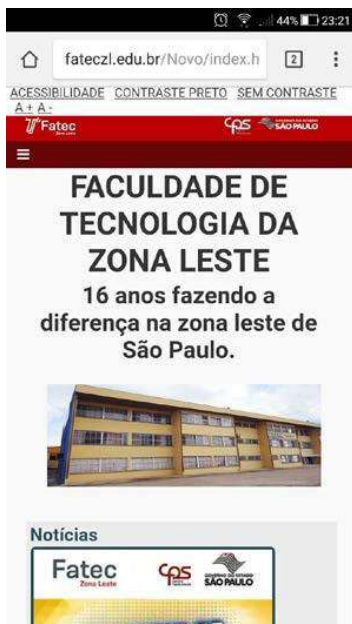 44% 23:21
fateczl.edu.br/Novo/index.h 2
ACESSIBILIDADE CONTRASTE PRETO SEM CONTRASTE
A+ A-
Fatec CPS SÃO PAULO
FACULDADE DE
TECNOLOGIA DA
ZONA LESTE
16 anos fazendo a
diferença na zona leste de
São Paulo.
Notícias
Fatec CPS
Zona Leste SÃO PAULO